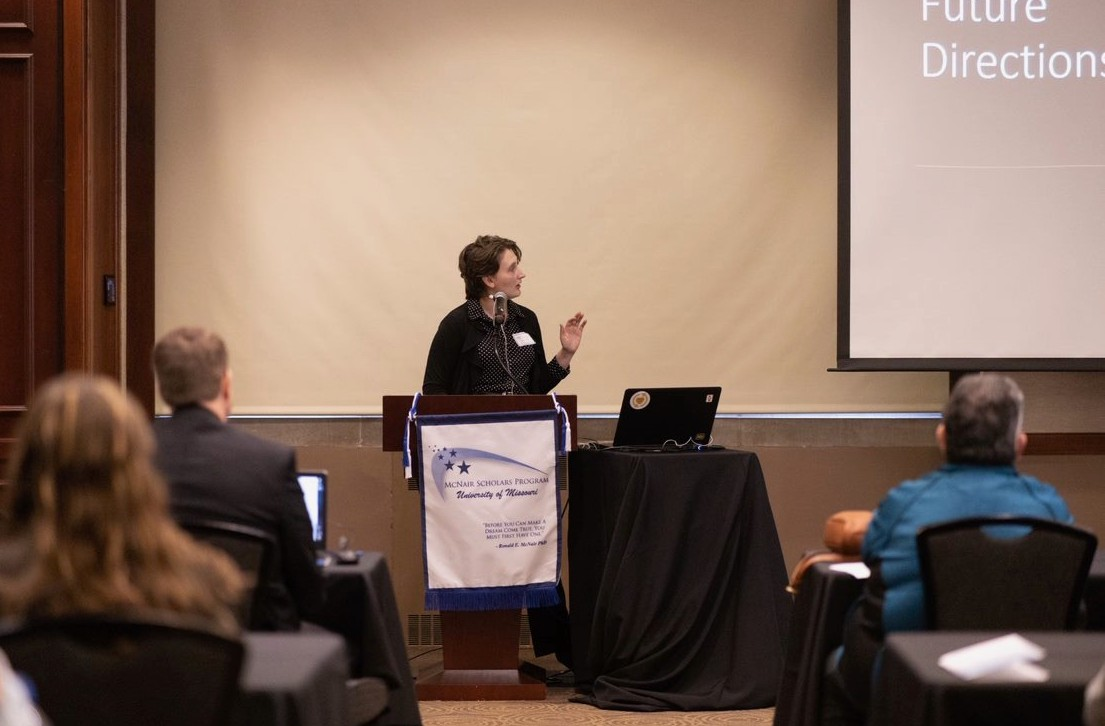 Future
Directions
McNair Scholars Program
University of Missouri
"Before You Can Make a
Dream Come True, You
Must First Have One."
- Ronald E. McNair PhD